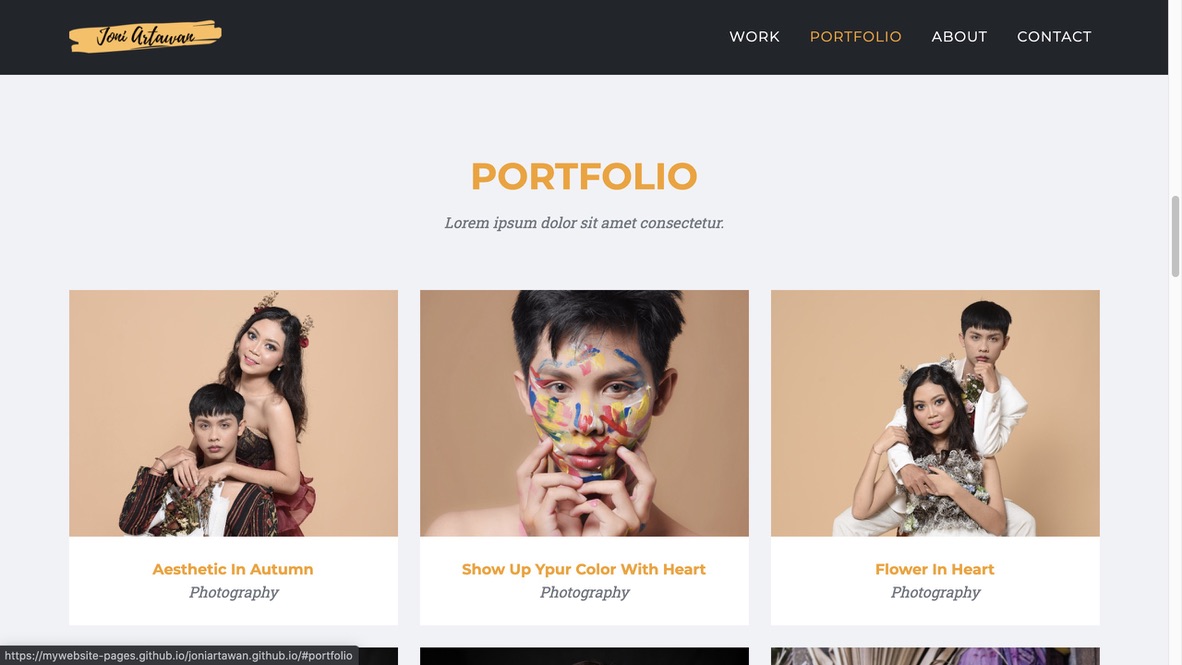 Joni Artawan
WORK PORTFOLIO ABOUT CONTACT
PORTFOLIO
Lorem ipsum dolor sit amet consectetur.
Aesthetic In Autumn
Photography
Show Up Ypur Color With Heart
Photography
Flower In Heart
Photography
https://mywebsite-pages.github.io/joniartawan.github.io/#portfolio